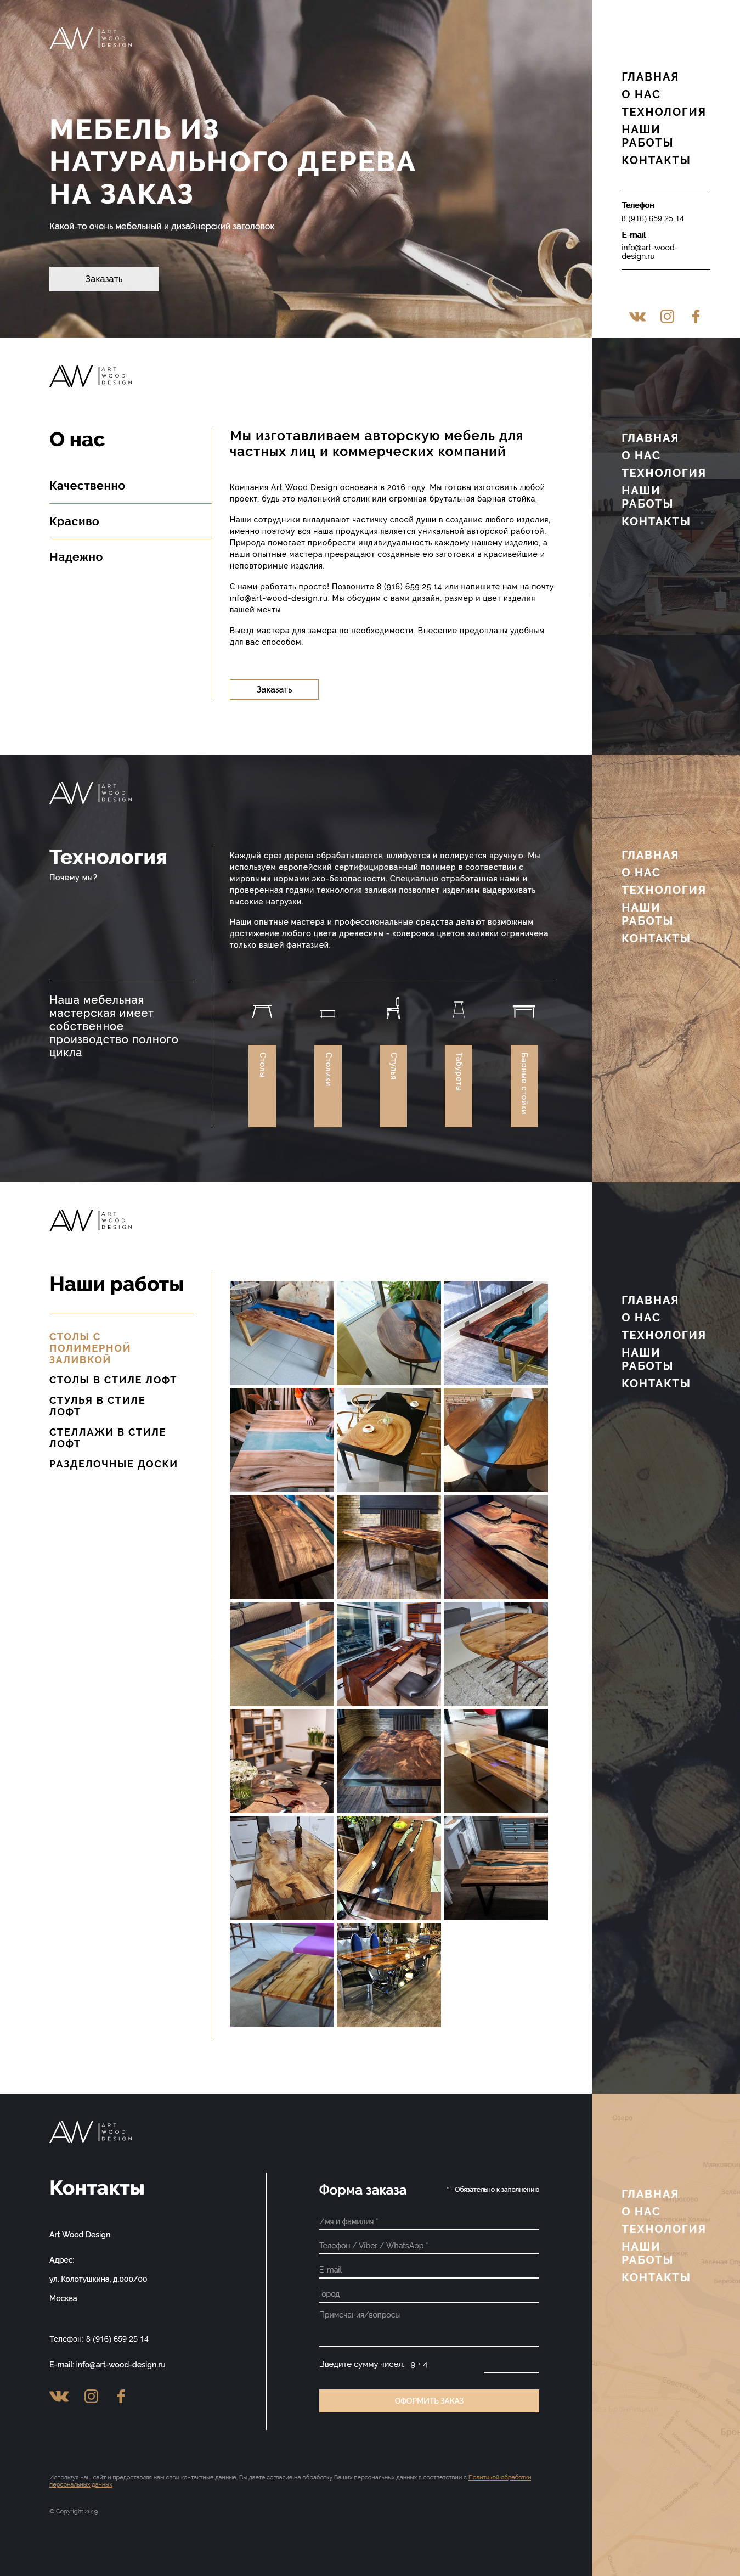 AW ART
WOOD
DESIGN
МЕБЕЛЬ ИЗ
НАТУРАЛЬНОГО ДЕРЕВА
НА ЗАКАЗ
Какой-то очень мебельный и дизайнерский заголовок
Заказать
ГЛАВНАЯ
О НАС
ТЕХНОЛОГИЯ
НАШИ
РАБОТЫ
КОНТАКТЫ
Телефон
8 (916) 659 25 14
E-mail
info@art-wood-
design.ru
AW ART
WOOD
DESIGN
О нас
Качественно
Красиво
Надежно
Мы изготавливаем авторскую мебель для
частных лиц и коммерческих компаний
Компания Art Wood Design основана в 2016 году. Мы готовы изготовить любой
проект, будь это маленький столик или огромная брутальная барная стойка.
Наши сотрудники вкладывают частичку своей души в создание любого изделия,
именно поэтому вся наша продукция является уникальной авторской работой.
Природа помогает приобрести индивидуальность каждому нашему изделию, а
наши опытные мастера превращают созданные ею заготовки в красивейшие и
неповторимые изделия.
С нами работать просто! Позвоните 8 (916) 659 25 14 или напишите нам на почту
info@art-wood-design.ru. Мы обсудим с вами дизайн, размер и цвет изделия
вашей мечты
Выезд мастера для замера по необходимости. Внесение предоплаты удобным
для вас способом.
Заказать
ГЛАВНАЯ
О НАС
ТЕХНОЛОГИЯ
НАШИ
РАБОТЫ
КОНТАКТЫ
AW ART
WOOD
DESIGN
Технология
Почему мы?
Каждый срез дерева обрабатывается, шлифуется и полируется вручную. Мы
используем европейский сертифицированный полимер в соотвествии с
мировыми нормами эко-безопасности. Специально отработанная нами и
проверенная годами технология заливки позволяет изделиям выдерживать
высокие нагрузки.
Наши опытные мастера и профессиональные средства делают возможным
достижение любого цвета древесины - колеровка цветов заливки ограничена
только вашей фантазией.
Наша мебельная
мастерская имеет
собственное
производство полного
цикла
Столы
Столики
Стулья
Табуреты
Барные стойки
ГЛАВНАЯ
О НАС
ТЕХНОЛОГИЯ
НАШИ
РАБОТЫ
КОНТАКТЫ
AW ART
WOOD
DESIGN
Наши работы
СТОЛЫ С
ПОЛИМЕРНОЙ
ЗАЛИВКОЙ
СТОЛЫ В СТИЛЕ ЛОФТ
СТУЛЬЯ В СТИЛЕ
ЛОФТ
СТЕЛЛАЖИ В СТИЛЕ
ЛОФТ
РАЗДЕЛОЧНЫЕ ДОСКИ
ГЛАВНАЯ
О НАС
ТЕХНОЛОГИЯ
НАШИ
РАБОТЫ
КОНТАКТЫ
AW ART
WOOD
DESIGN
Контакты
Art Wood Design
Адрес:
ул. Колотушкина, д.000/00
Москва
Телефон: 8 (916) 659 25 14
E-mail: info@art-wood-design.ru
Форма заказа
* - Обязательно к заполнению
Имя и фамилия *
Телефон / Viber / WhatsApp *
E-mail
Город
Примечания/вопросы
Введите сумму чисел: 9 + 4
ОФОРМИТЬ ЗАКАЗ
ГЛАВНАЯ
О НАС
ТЕХНОЛОГИЯ
НАШИ
РАБОТЫ
КОНТАКТЫ
Используя наш сайт и предоставляя нам свои контактные данные, Вы даете согласие на обработку Ваших персональных данных в соответствии с Политикой обработки
персональных данных
© Copyright 2019